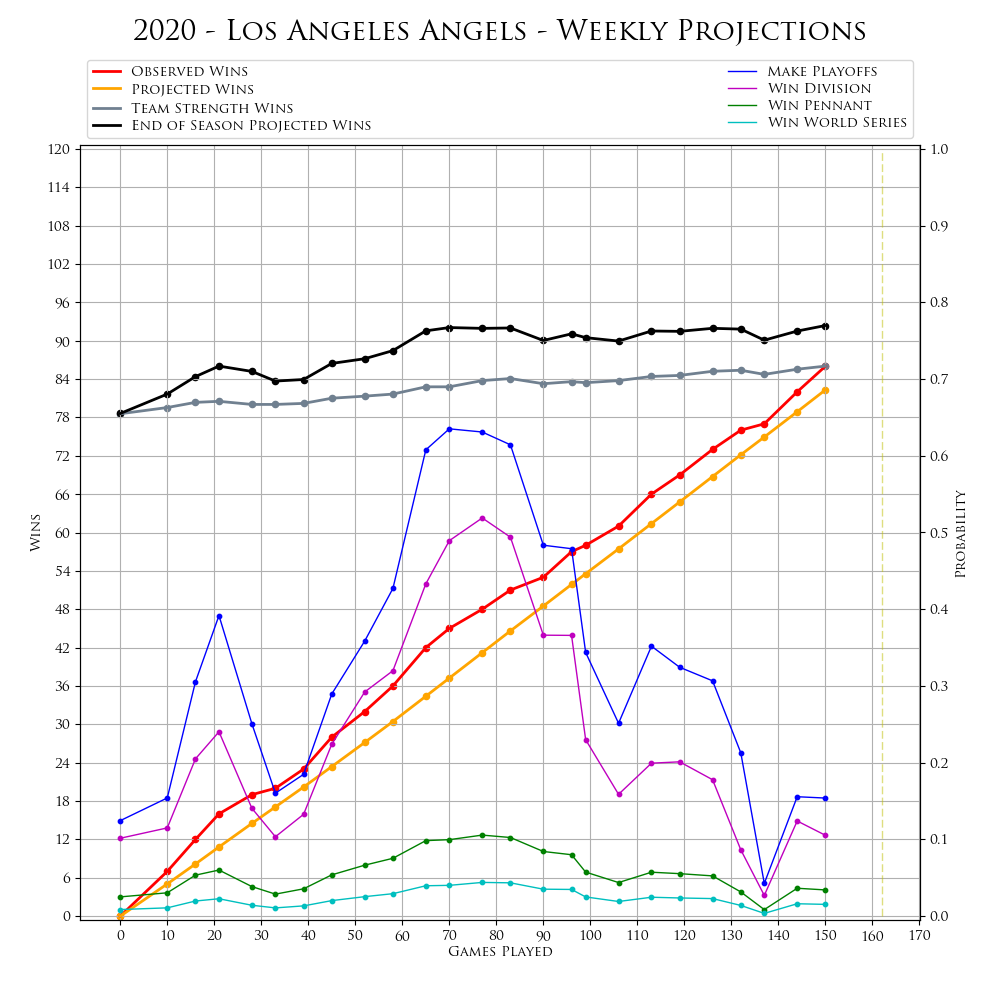 2020 - Los Angeles Angels - Weekly Projections
Observed Wins
Projected Wins
Team Strength Wins
End of Season Projected Wins
Make Playoffs
Win Division
Win Pennant
Win World Series
120
114
108
102
96
90
84
78
72
66
60
54
48
42
36
30
24
18
12
6
0
Wins
1.0
0.9
0.8
0.7
0.6
0.5
0.4
0.3
0.2
0.1
0.0
Probability
0 10 20 30 40 50 60 70 80 90 100 110 120 130 140 150 160 170
Games Played